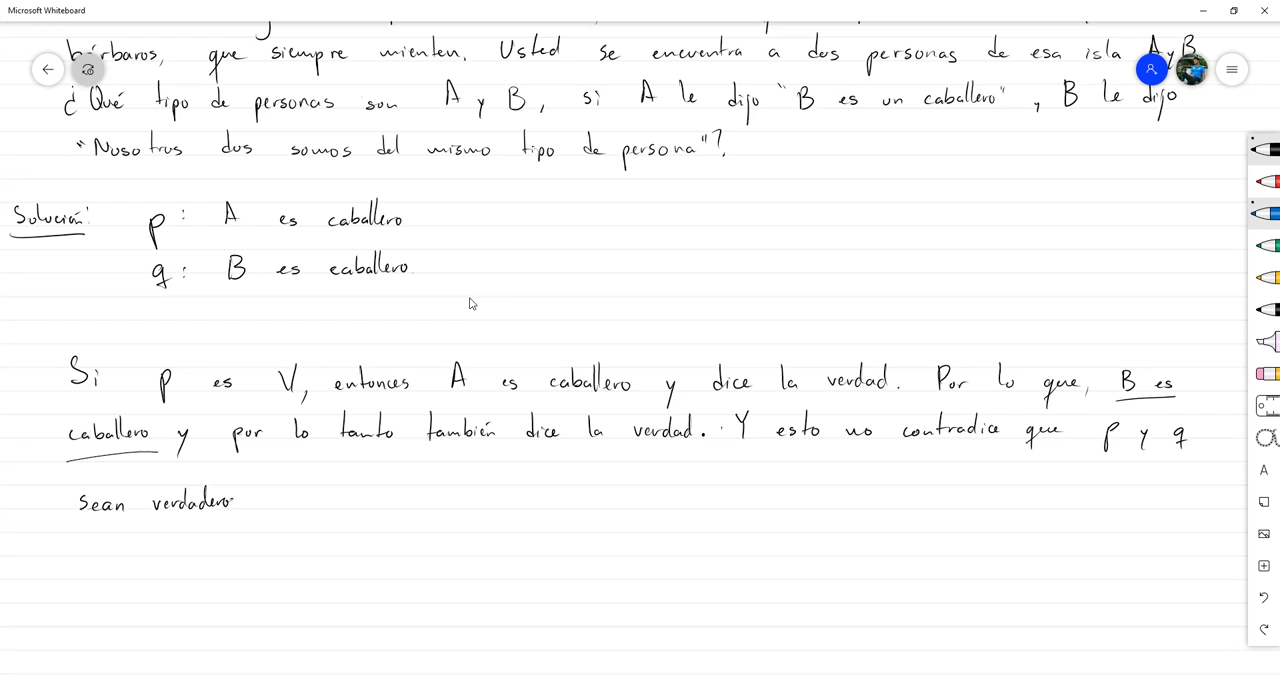 Microsoft Whiteboard
bárbaros, que siempre mienten. Usted se encuentra a dos personas de esa isla A y B
¿Qué tipo de personas son A y B, si A le dijo "B es un caballero", B le dijo
"Nosotros dos somos del mismo tipo de persona"?.
Solución: p: A es caballero
q: B es caballero.
Si p es V, entonces A es caballero y dice la verdad. Por lo que, B es
caballero y por lo tanto también dice la verdad. Y esto no contradice que p y q
sean verdadero